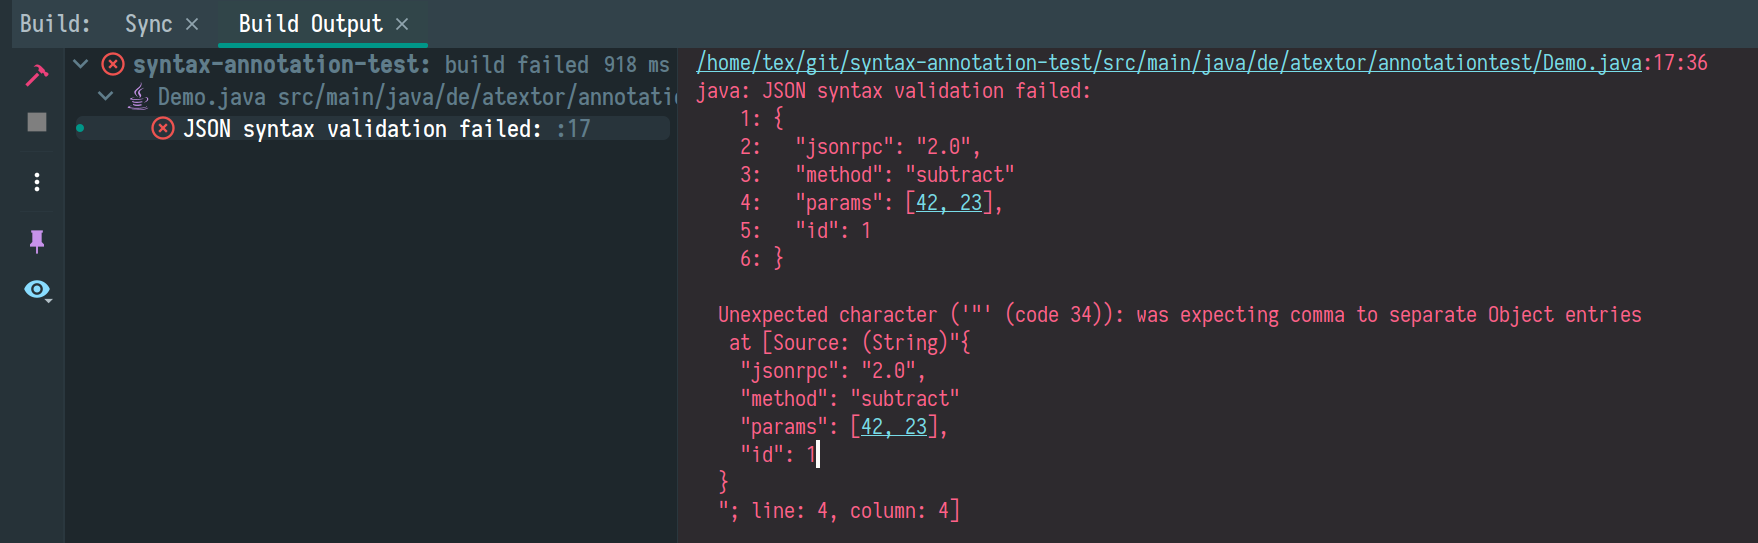 Build: Sync × Build Output ×
syntax-annotation-test: build failed 918 ms
Demo.java src/main/java/de/atextor/annotati
JSON syntax validation failed: :17
/home/tex/git/syntax-annotation-test/src/main/java/de/atextor/annotationtest/Demo.java:17:36
java: JSON syntax validation failed:
1: {
2:   "jsonrpc": "2.0",
3:   "method": "subtract"
4:   "params": [42, 23],
5:   "id": 1
6: }
Unexpected character ('"' (code 34)): was expecting comma to separate Object entries
at [Source: (String)"{
"jsonrpc": "2.0",
"method": "subtract"
"params": [42, 23],
"id": 1
}
"; line: 4, column: 4]